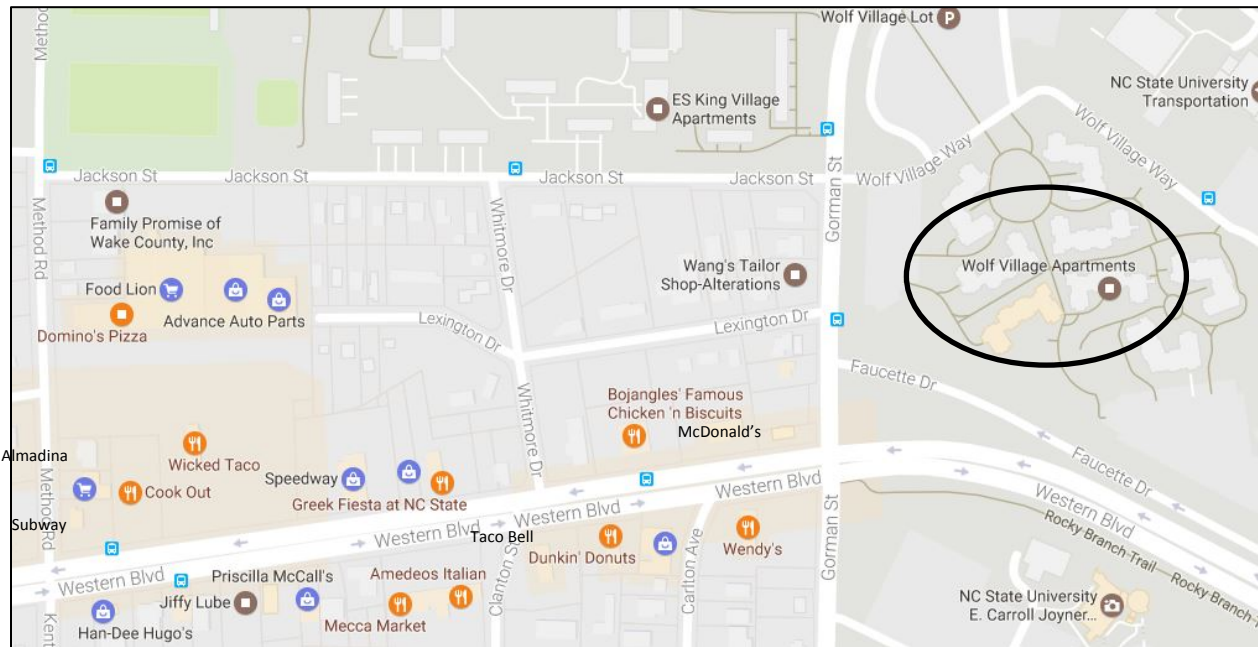 Wolf Village Lot
P
Method
NC State University
Transportation
ES King Village
Apartments
Wolf Village Way
Jackson St
Jackson St
Jackson St
Jackson St
Wolf Village Way
Gorman St
Method Rd
Family Promise of
Wake County, Inc
Whitmore Dr
Wang's Tailor
Shop-Alterations
Wolf Village Apartments
Food Lion
Advance Auto Parts
Domino's Pizza
Lexington Dr
Lexington Dr
Faucette Dr
Whitmore Dr
Bojangles' Famous
Chicken 'n Biscuits
McDonald's
Almadina
Wicked Taco
Speedway
Cook Out
Greek Fiesta at NC State
Method Rd
Subway
Western Blvd
Western Blvd
Western Blvd
Western Blvd
Western Blvd
Faucette Dr
Gorman St
Taco Bell
Dunkin' Donuts
Wendy's
Carlton Ave
Clanton St
Rocky Branch Trail
Rocky Branch-T
Priscilla McCall's
Amedeos Italian
Jiffy Lube
Mecca Market
Han-Dee Hugo's
Kent
NC State University
E. Carroll Joyner...